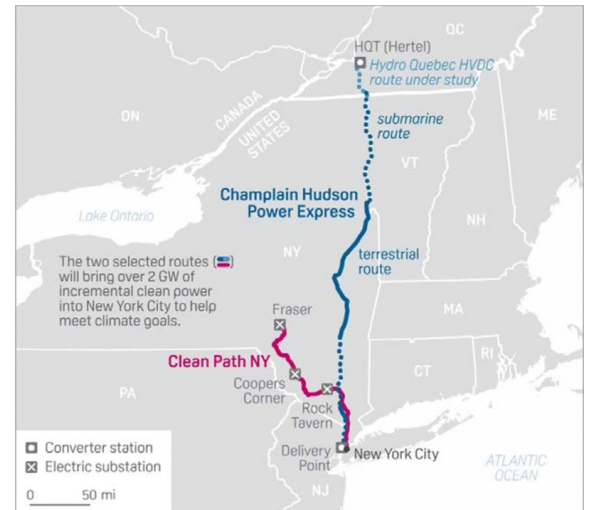 QC
HQT (Hertel)
Hydro Quebec HVDC
route under study
ON
CANADA
UNITED
STATES
ME
submarine
route
VT
Champlain Hudson
Power Express
Lake Ontario
NH
NY
terrestrial
route
The two selected routes ( )
will bring over 2 GW of
incremental clean power
into New York City to help
meet climate goals.
Fraser
MA
Clean Path NY
CT
RI
PA
Coopers
Corner
Rock
Tavern
Delivery
Point
New York City
Converter station
Electric substation
ATLANTIC
OCEAN
0 50 mi
NJ